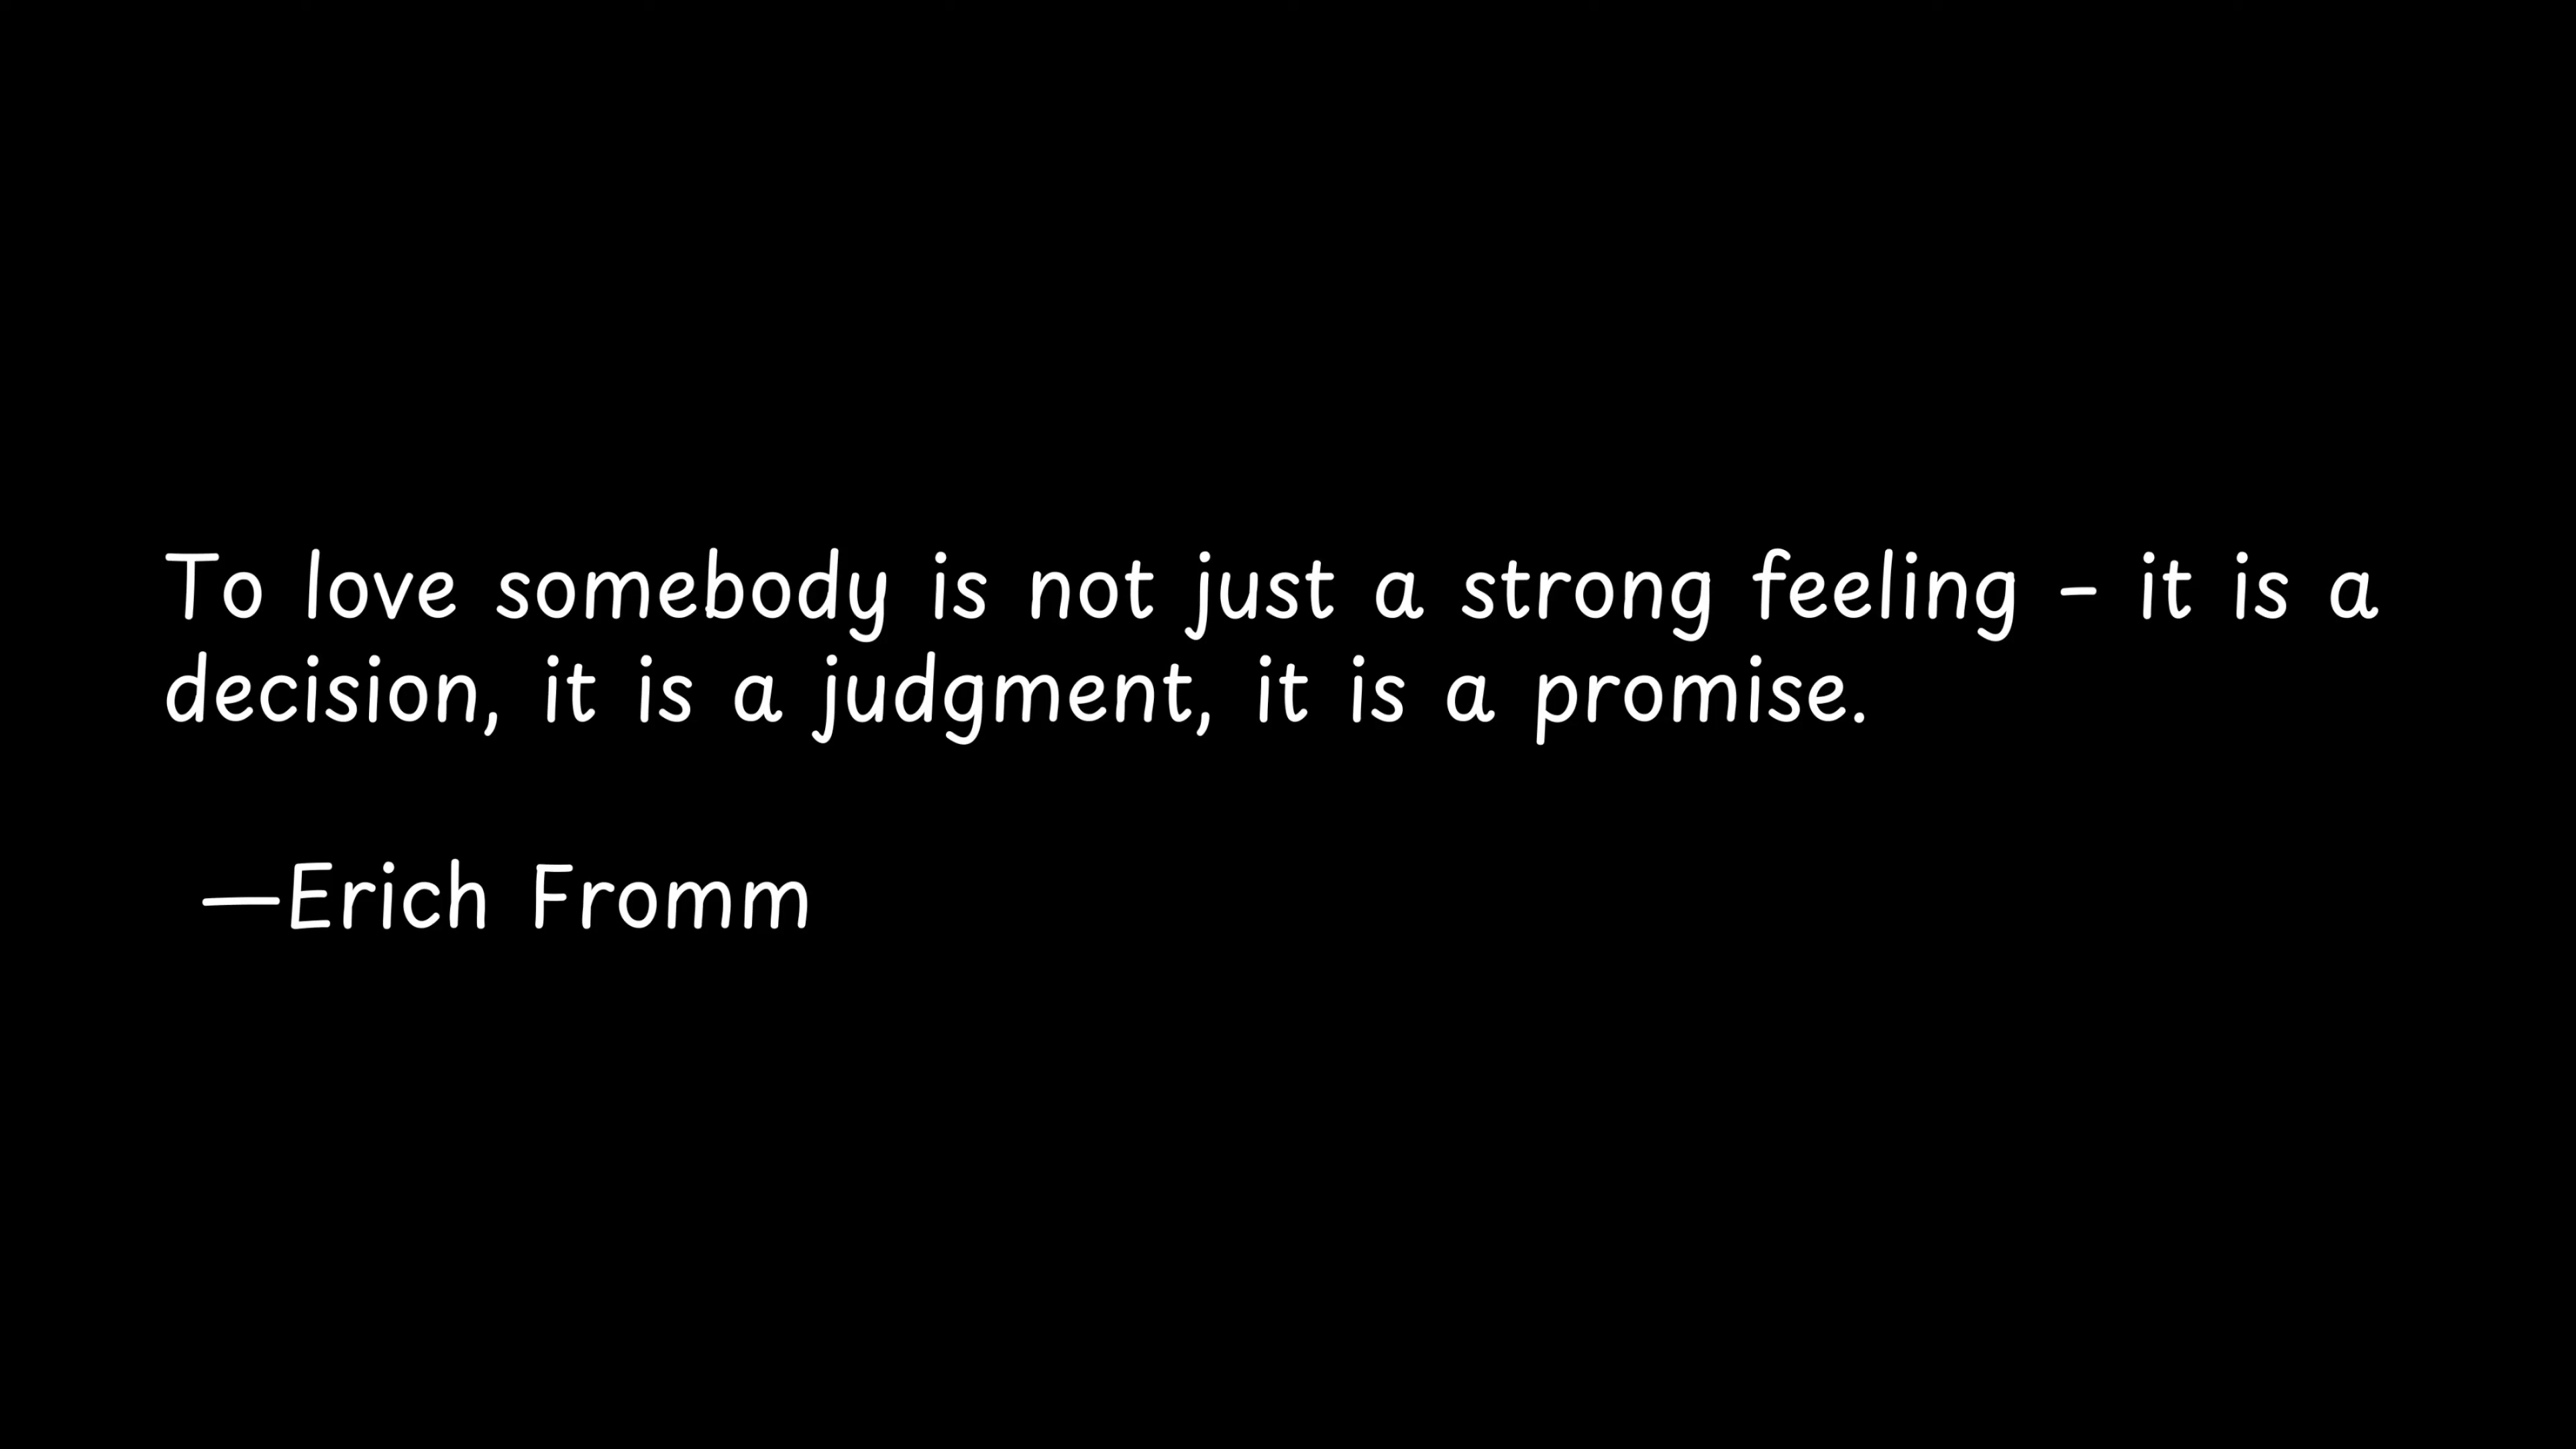 To love somebody is not just a strong feeling - it is a
decision, it is a judgment, it is a promise.
—Erich Fromm